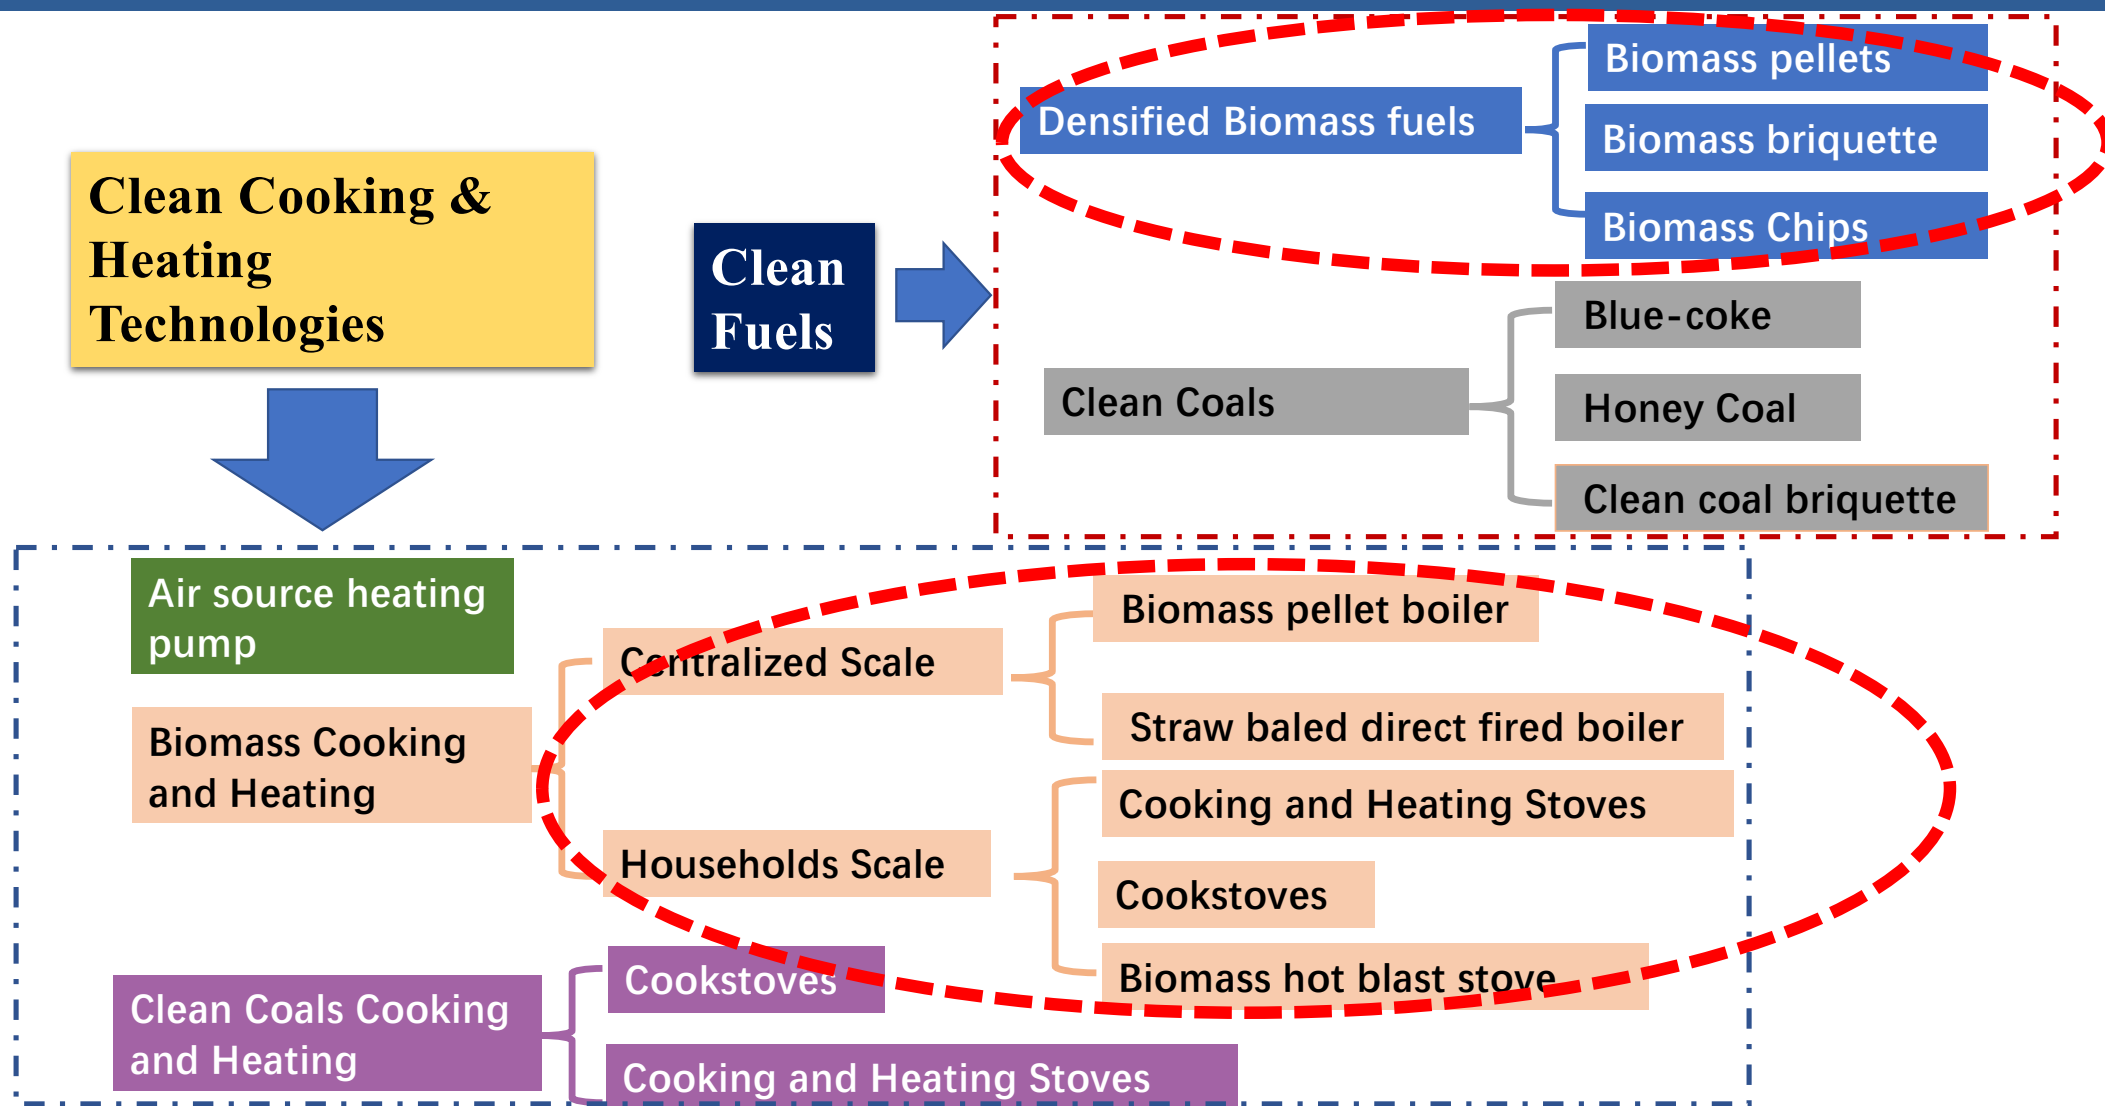 Clean Cooking &
Heating
Technologies
Clean
Fuels
Densified Biomass fuels
Biomass pellets
Biomass briquette
Biomass Chips
Clean Coals
Blue-coke
Honey Coal
Clean coal briquette
Air source heating
pump
Biomass Cooking
and Heating
Centralized Scale
Biomass pellet boiler
Straw baled direct fired boiler
Households Scale
Cooking and Heating Stoves
Cookstoves
Biomass hot blast stove
Clean Coals Cooking
and Heating
Cookstoves
Cooking and Heating Stoves